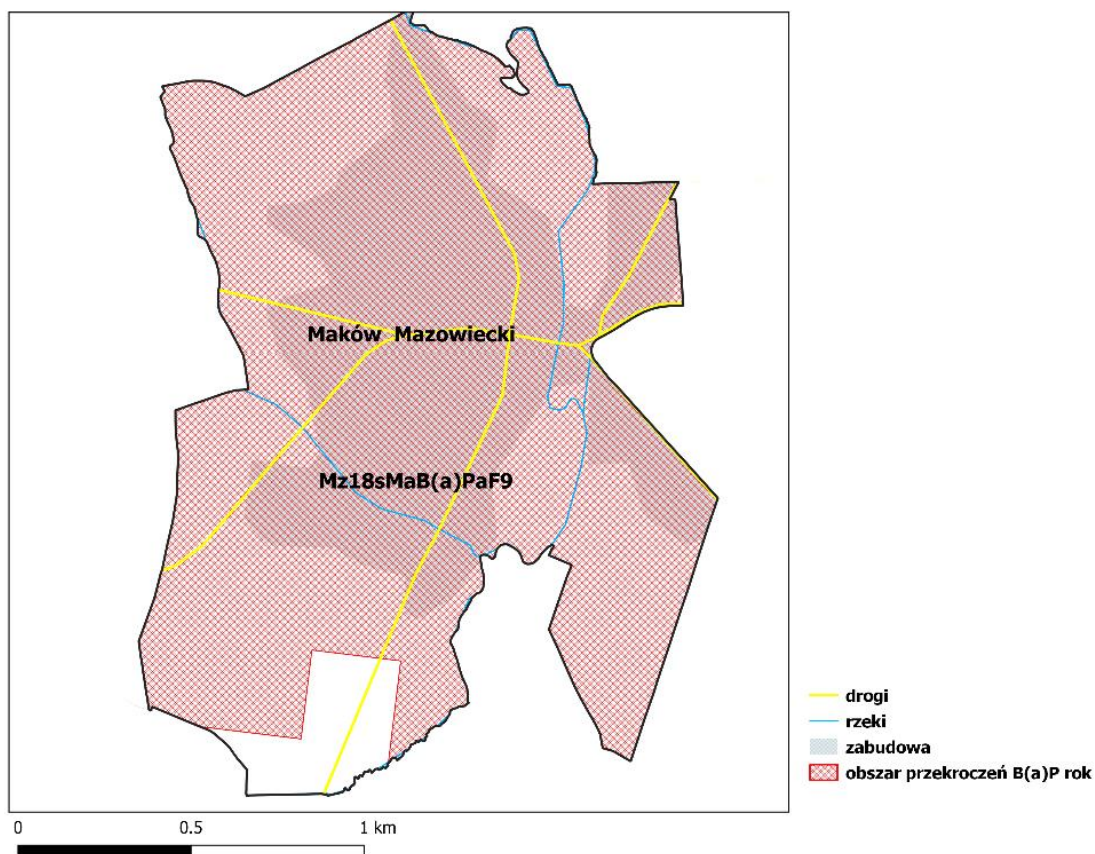 Maków Mazowiecki
Mz18sMaB(a)PaF9
drogi
rzeki
zabudowa
obszar przekroczeń B(a)P rok
0 0.5 1 km